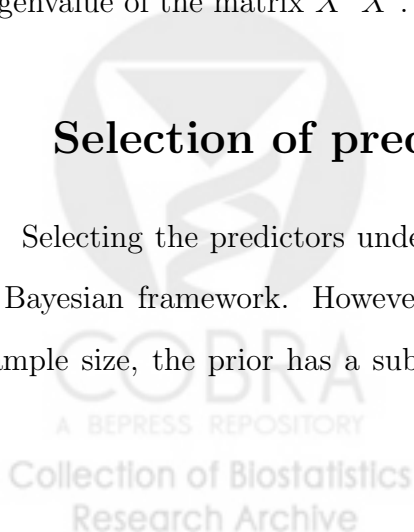 genvalue of the matrix X X .
Selection of pred
Selecting the predictors unde
Bayesian framework. Howeve
ample size, the prior has a sub
COBRA
A BEPRESS REPOSITORY
Collection of Biostatistics
Research Archive